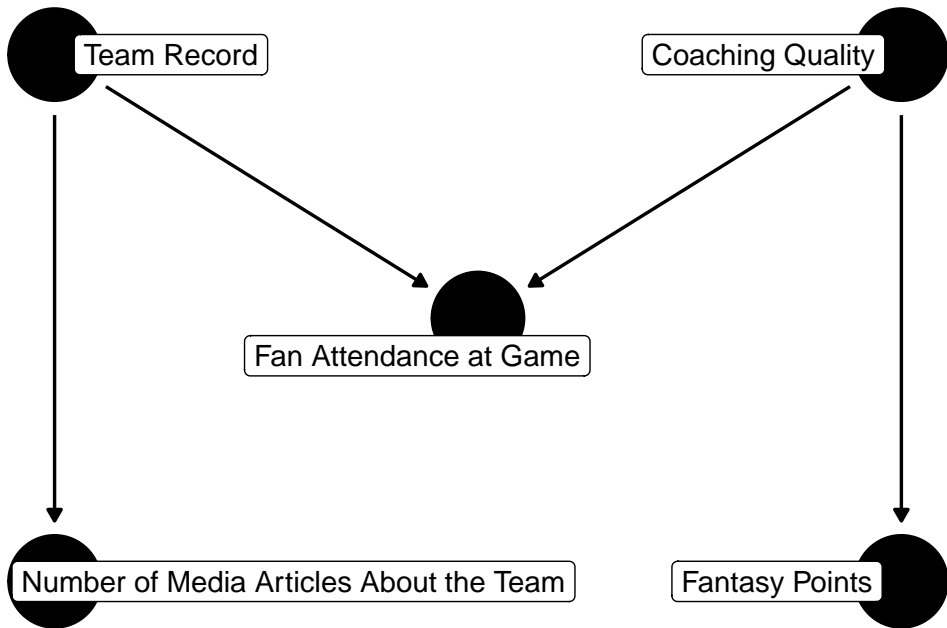 Team Record
Coaching Quality
Fan Attendance at Game
Number of Media Articles About the Team
Fantasy Points